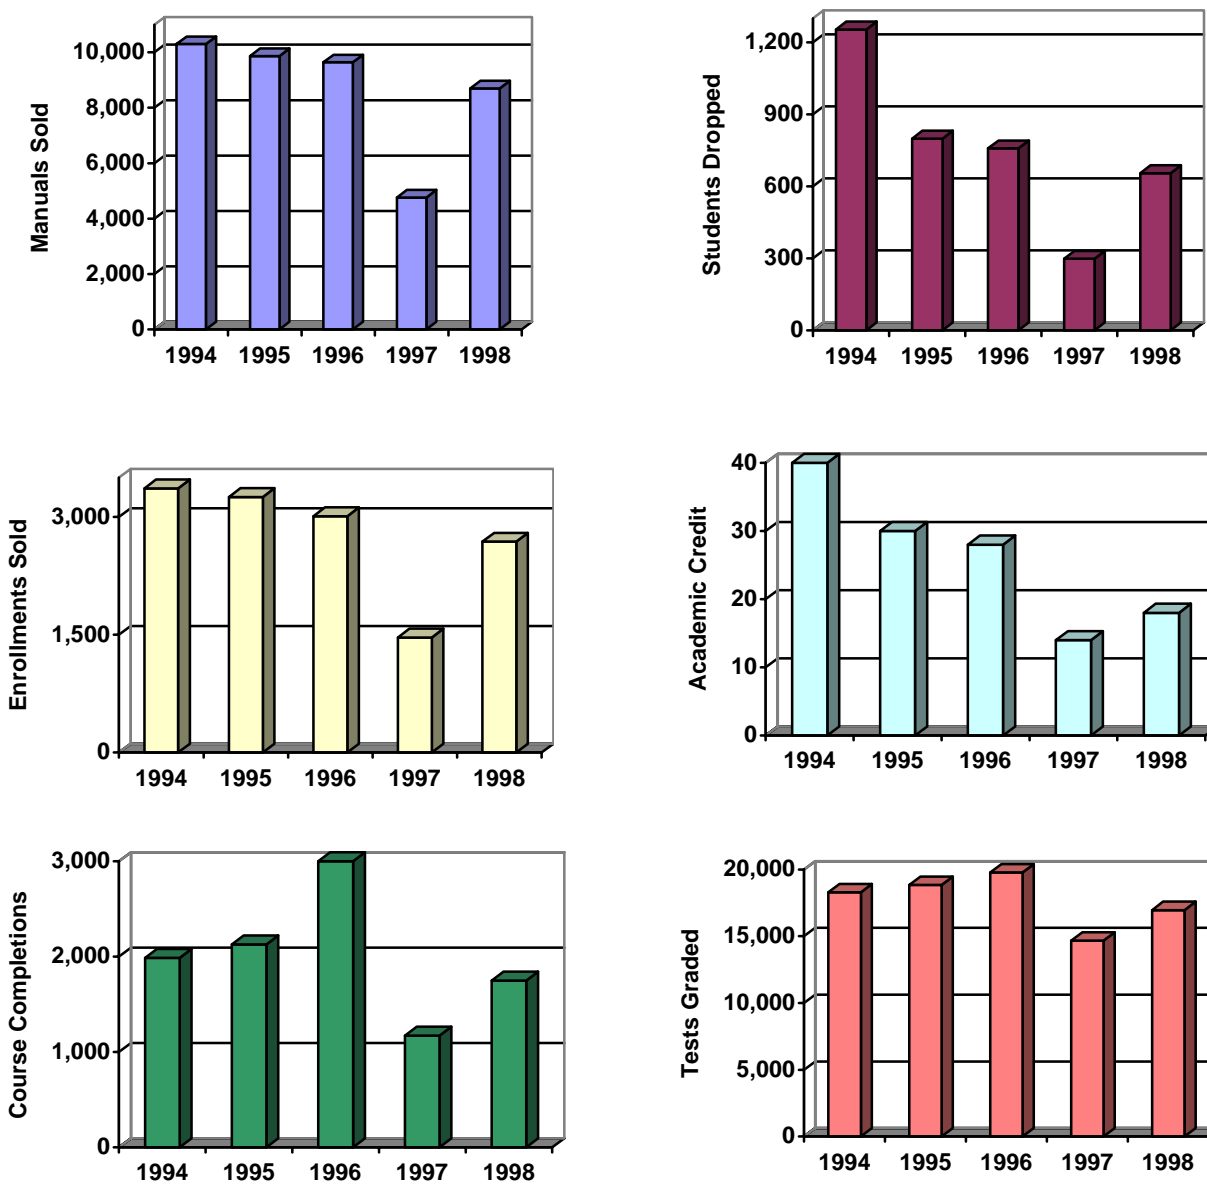 Manuals Sold
10,000
8,000
6,000
4,000
2,000
0
1994 1995 1996 1997 1998
Students Dropped
1,200
900
600
300
0
1994 1995 1996 1997 1998
Enrollments Sold
3,000
1,500
0
1994 1995 1996 1997 1998
Academic Credit
40
30
20
10
0
1994 1995 1996 1997 1998
Course Completions
3,000
2,000
1,000
0
1994 1995 1996 1997 1998
Tests Graded
20,000
15,000
10,000
5,000
0
1994 1995 1996 1997 1998